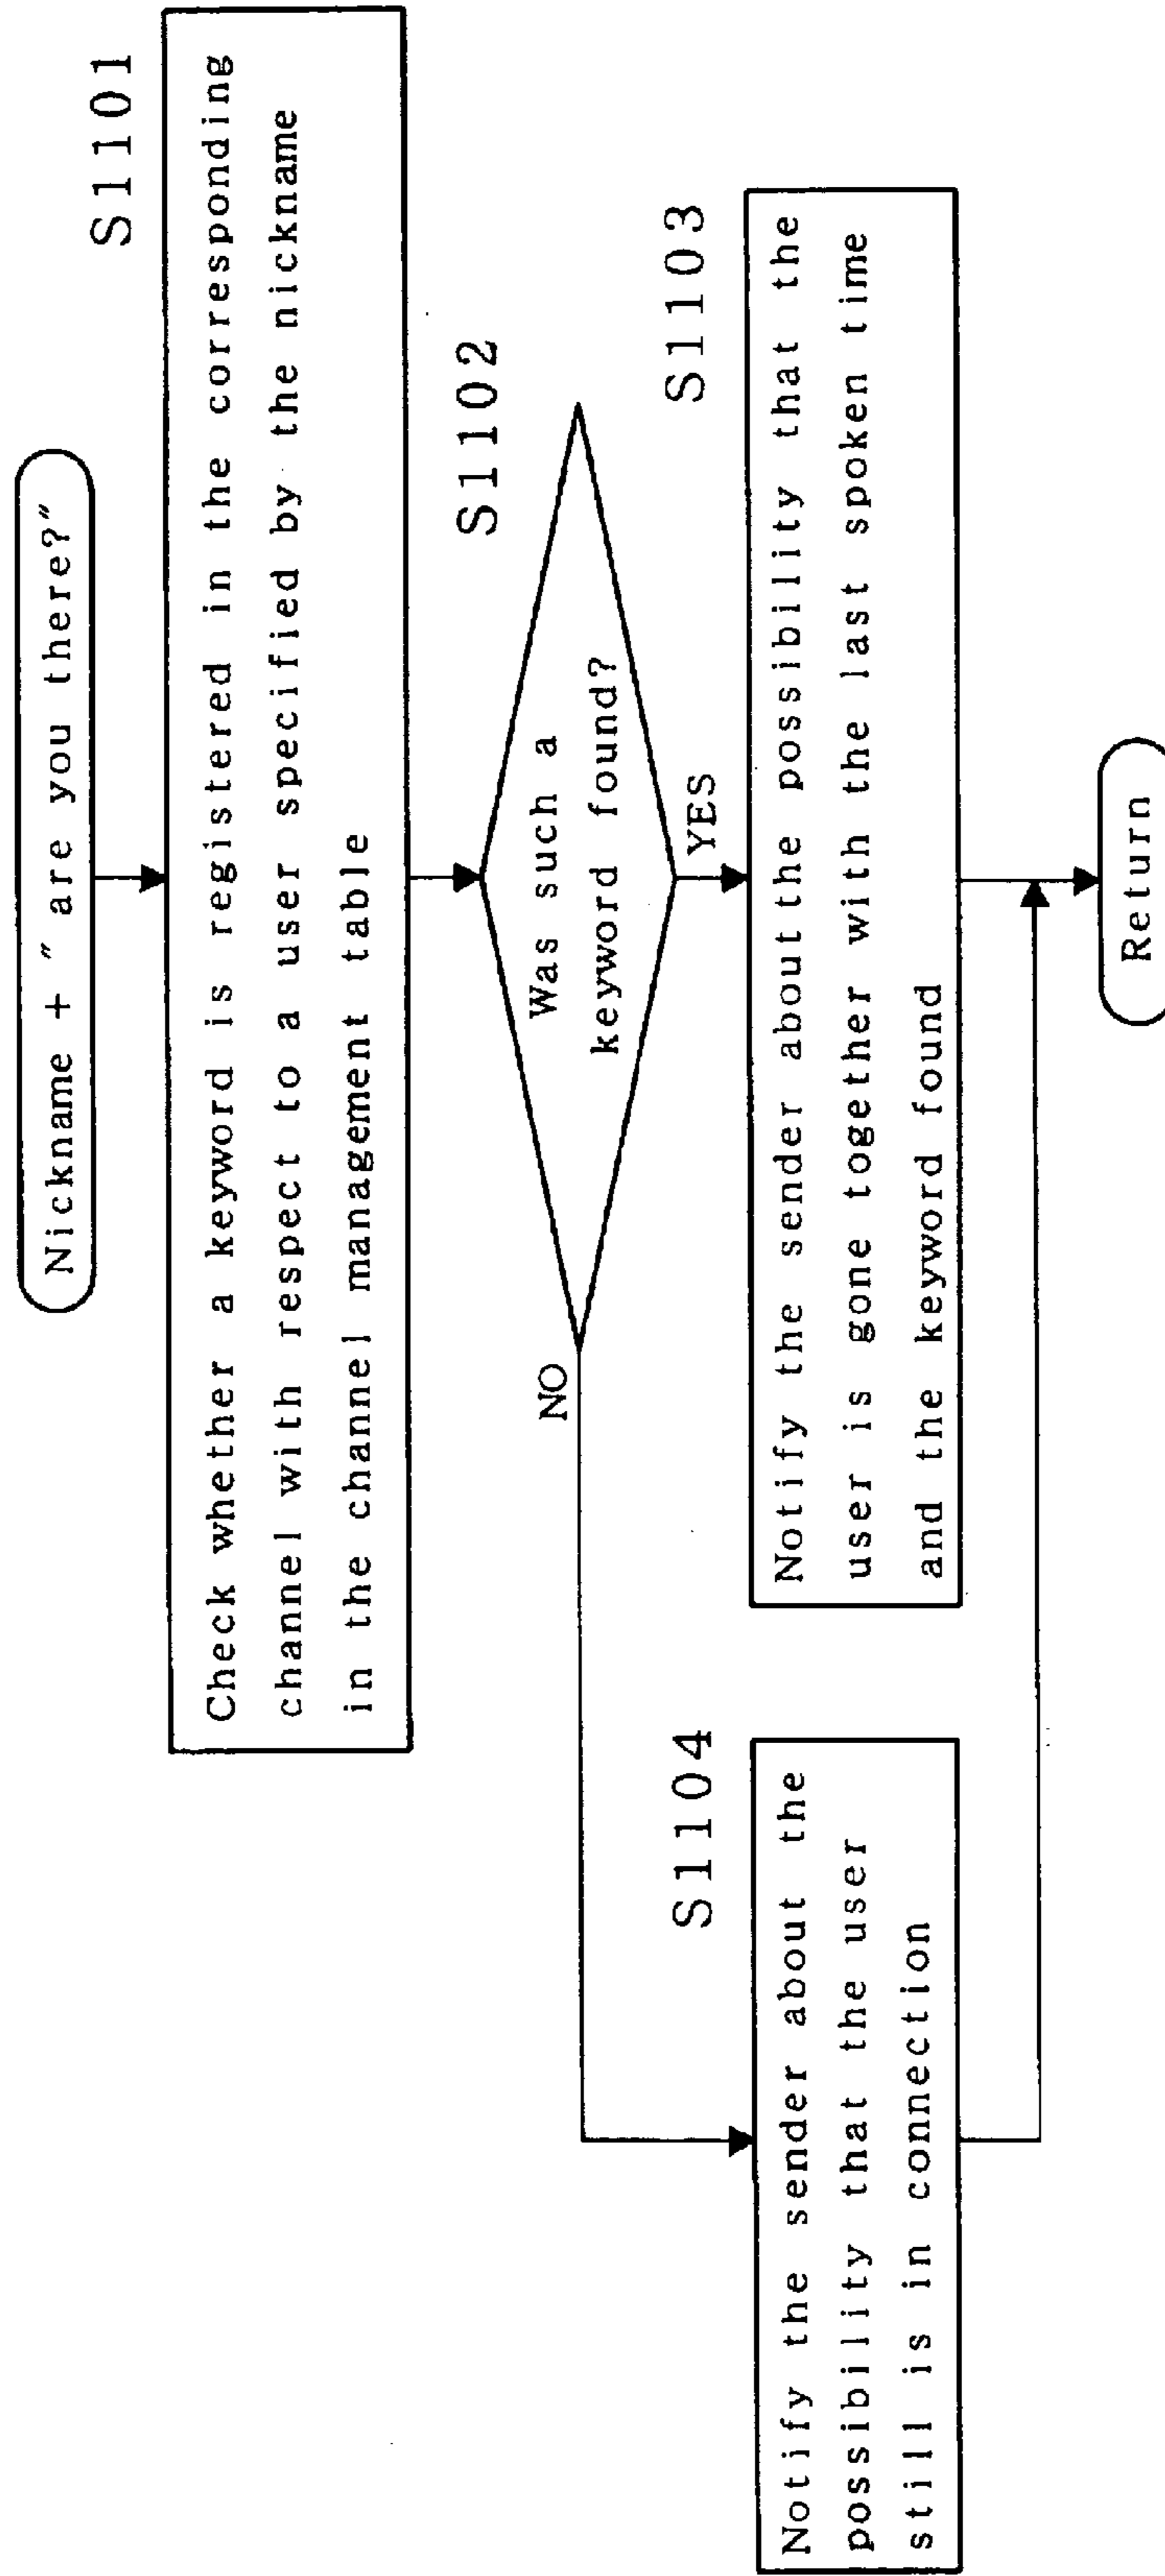 Nickname + "are you there?"
S1101
Check whether a keyword is registered in the corresponding
channel with respect to a user specified by the nickname
in the channel management table
S1102
Was such a
keyword found?
NO
YES
S1103
Notify the sender about the possibility that the
user is gone together with the last spoken time
and the keyword found
S1104
Notify the sender about the
possibility that the user
still is in connection
Return